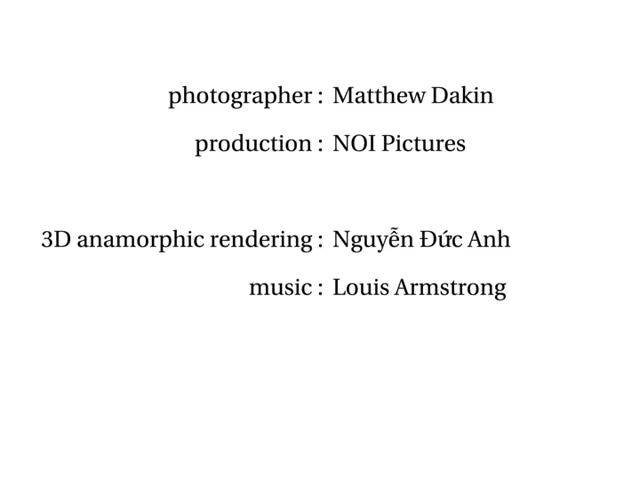 photographer : Matthew Dakin
production : NOI Pictures
3D anamorphic rendering : Nguyễn Đức Anh
music : Louis Armstrong